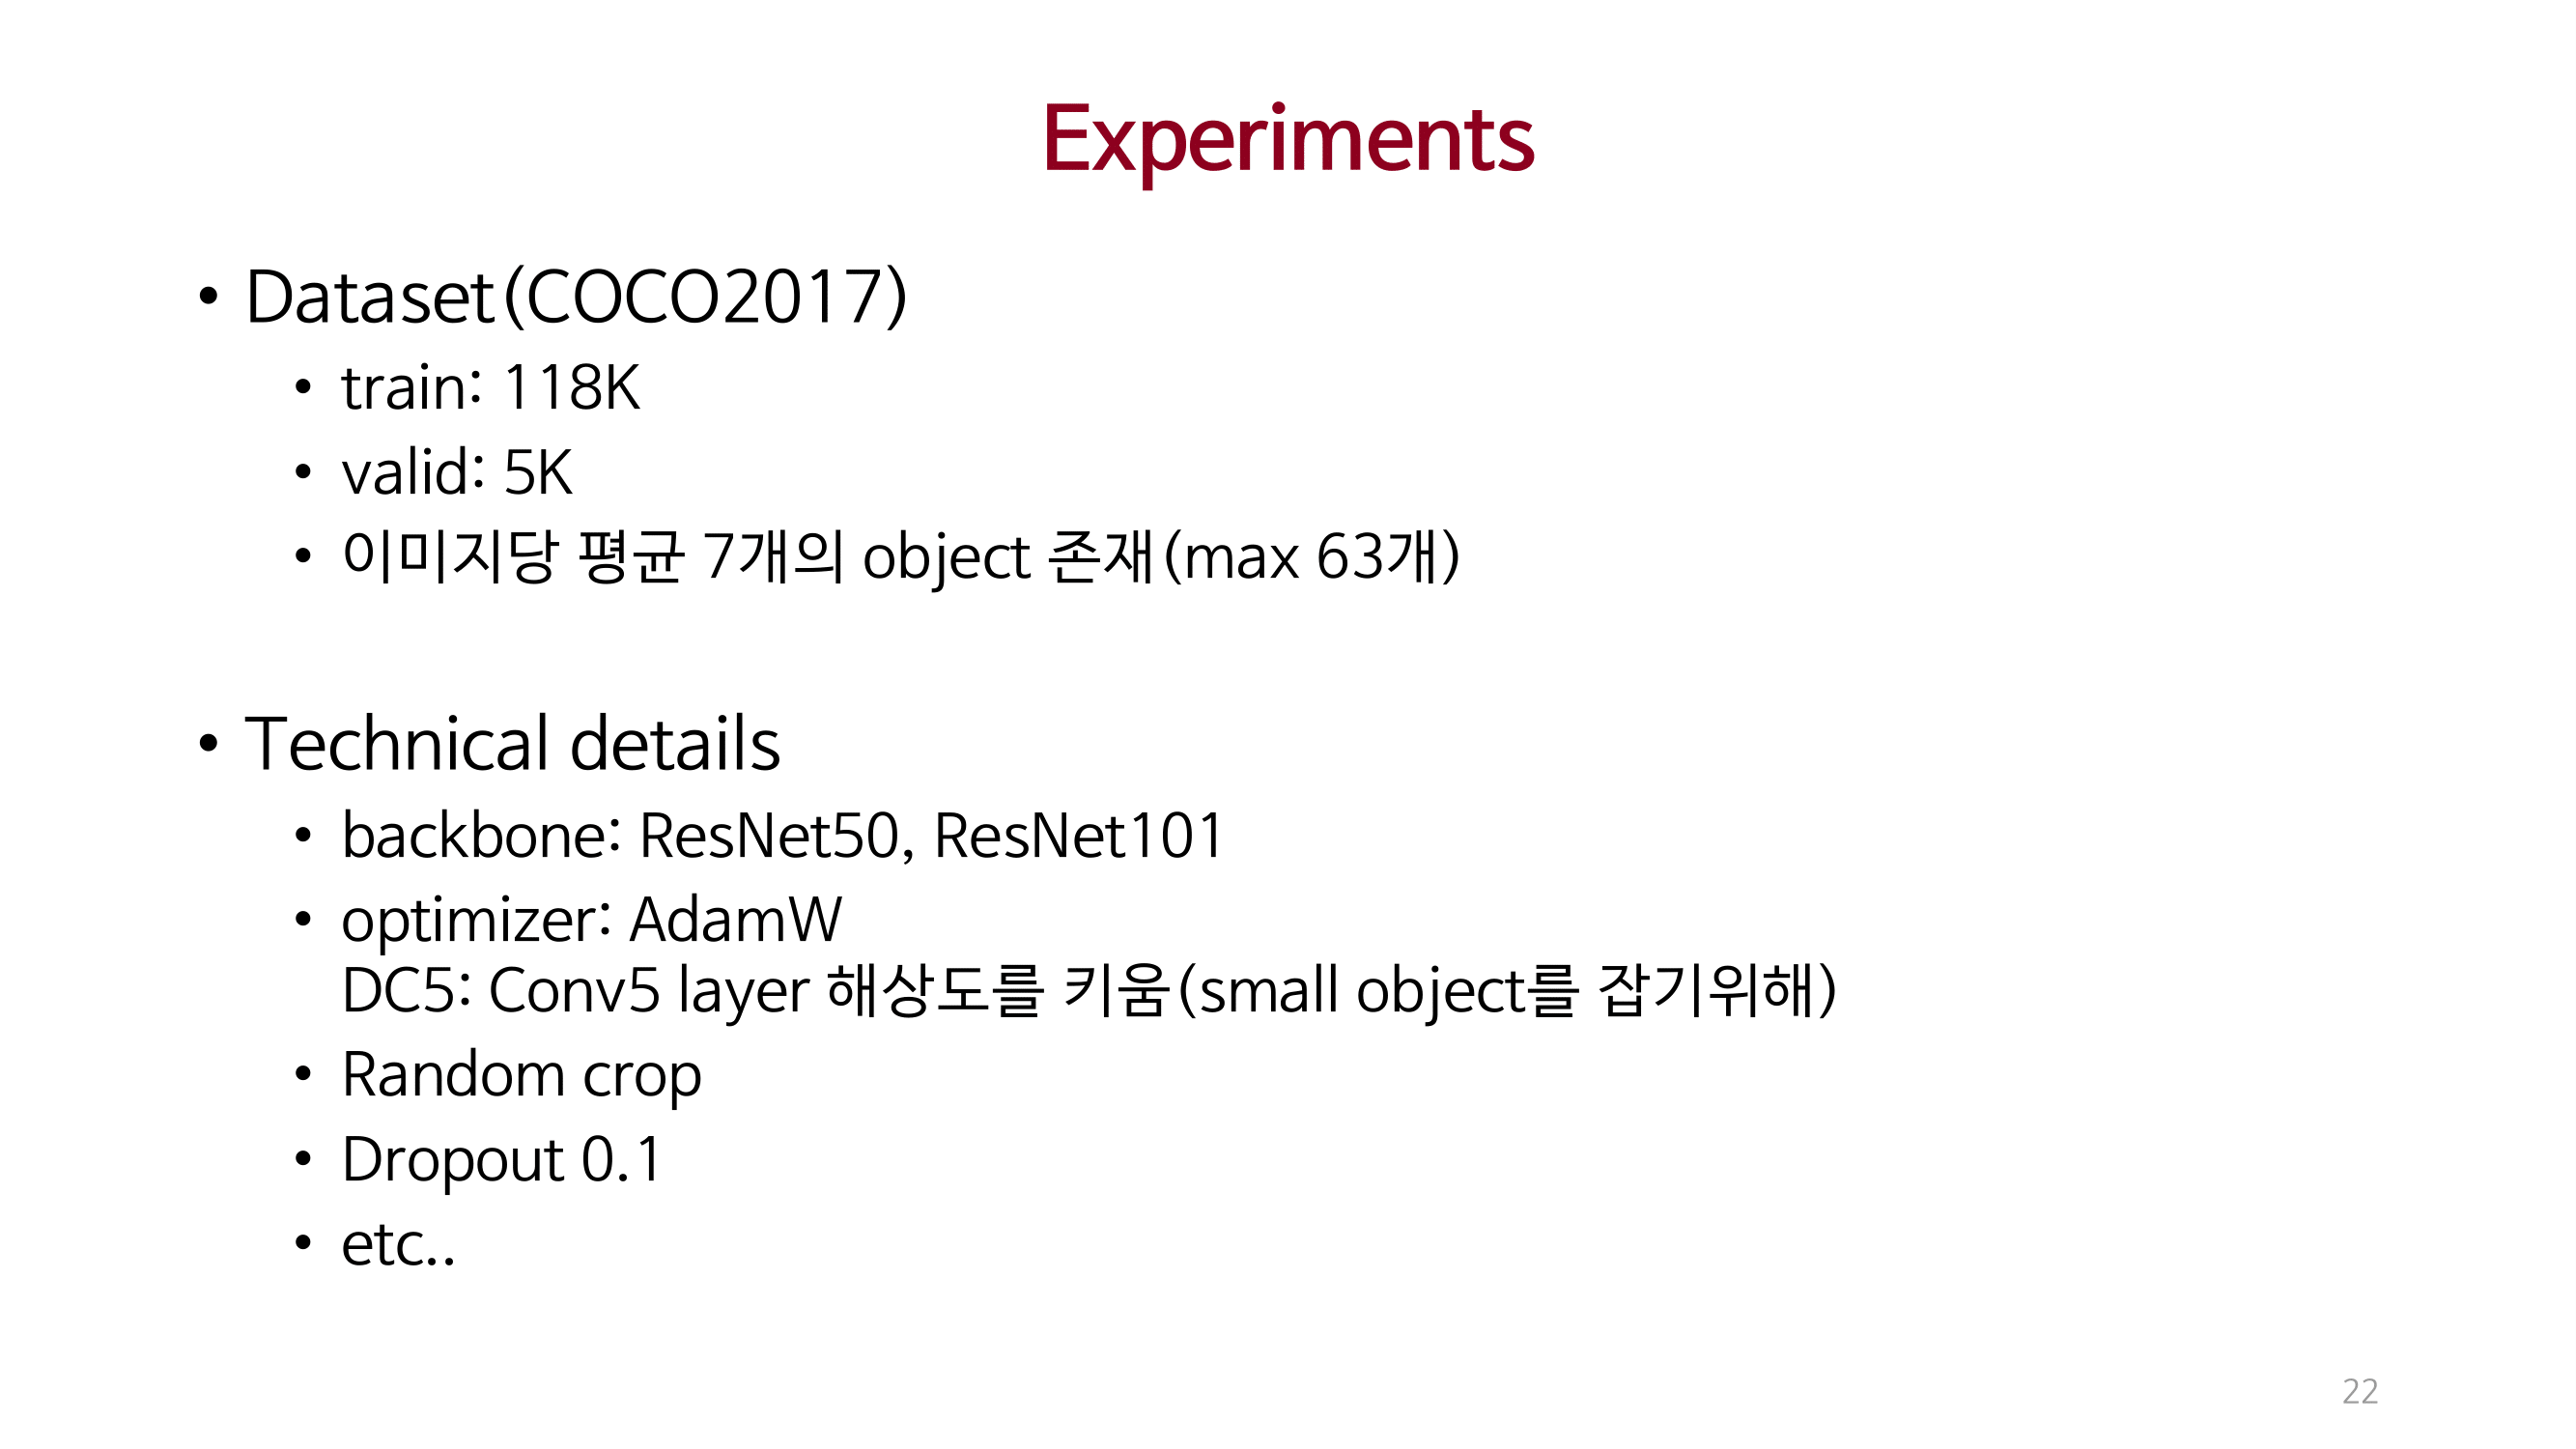 Experiments
• Dataset(COCO2017)
• train: 118K
• valid: 5K
• 이미지당 평균 7개의 object 존재(max 63개)
• Technical details
• backbone: ResNet50, ResNet101
• optimizer: AdamW
DC5: Conv5 layer 해상도를 키움(small object를 잡기위해)
• Random crop
• Dropout 0.1
• etc..
22